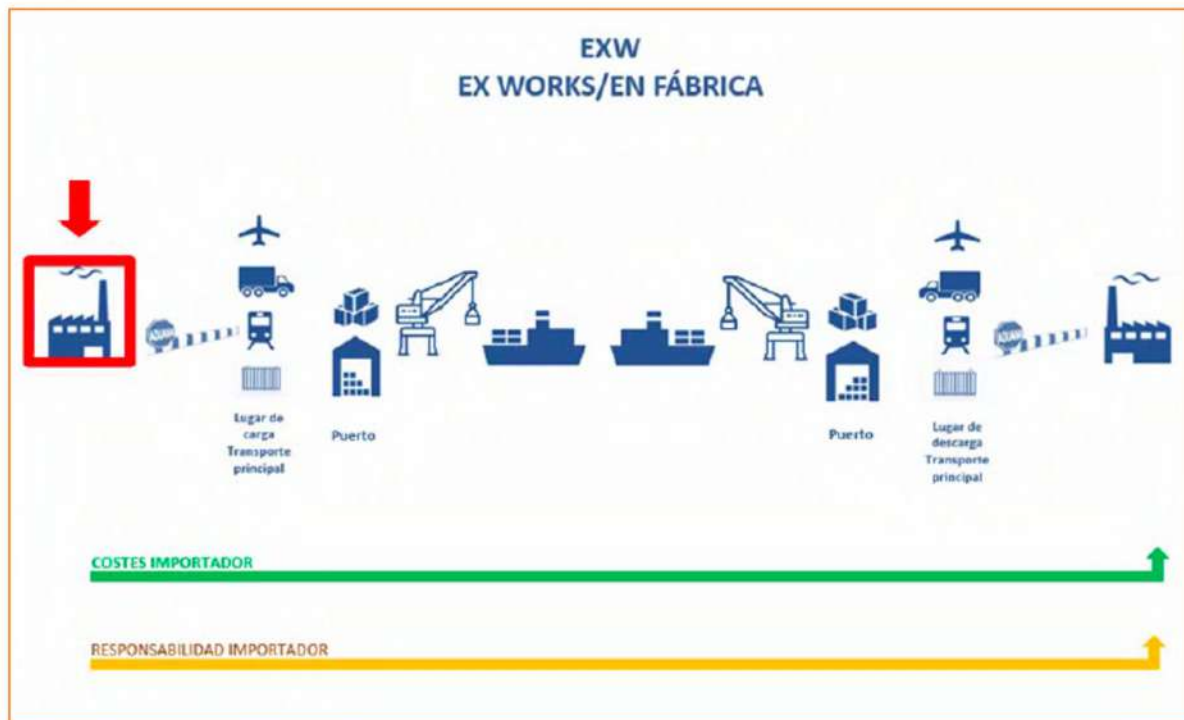 EXW
EX WORKS/EN FÁBRICA
Lugar de
carga
Transporte
principal
Puerto
Puerto
Lugar de
descarga
Transporte
principal
COSTES IMPORTADOR
RESPONSABILIDAD IMPORTADOR